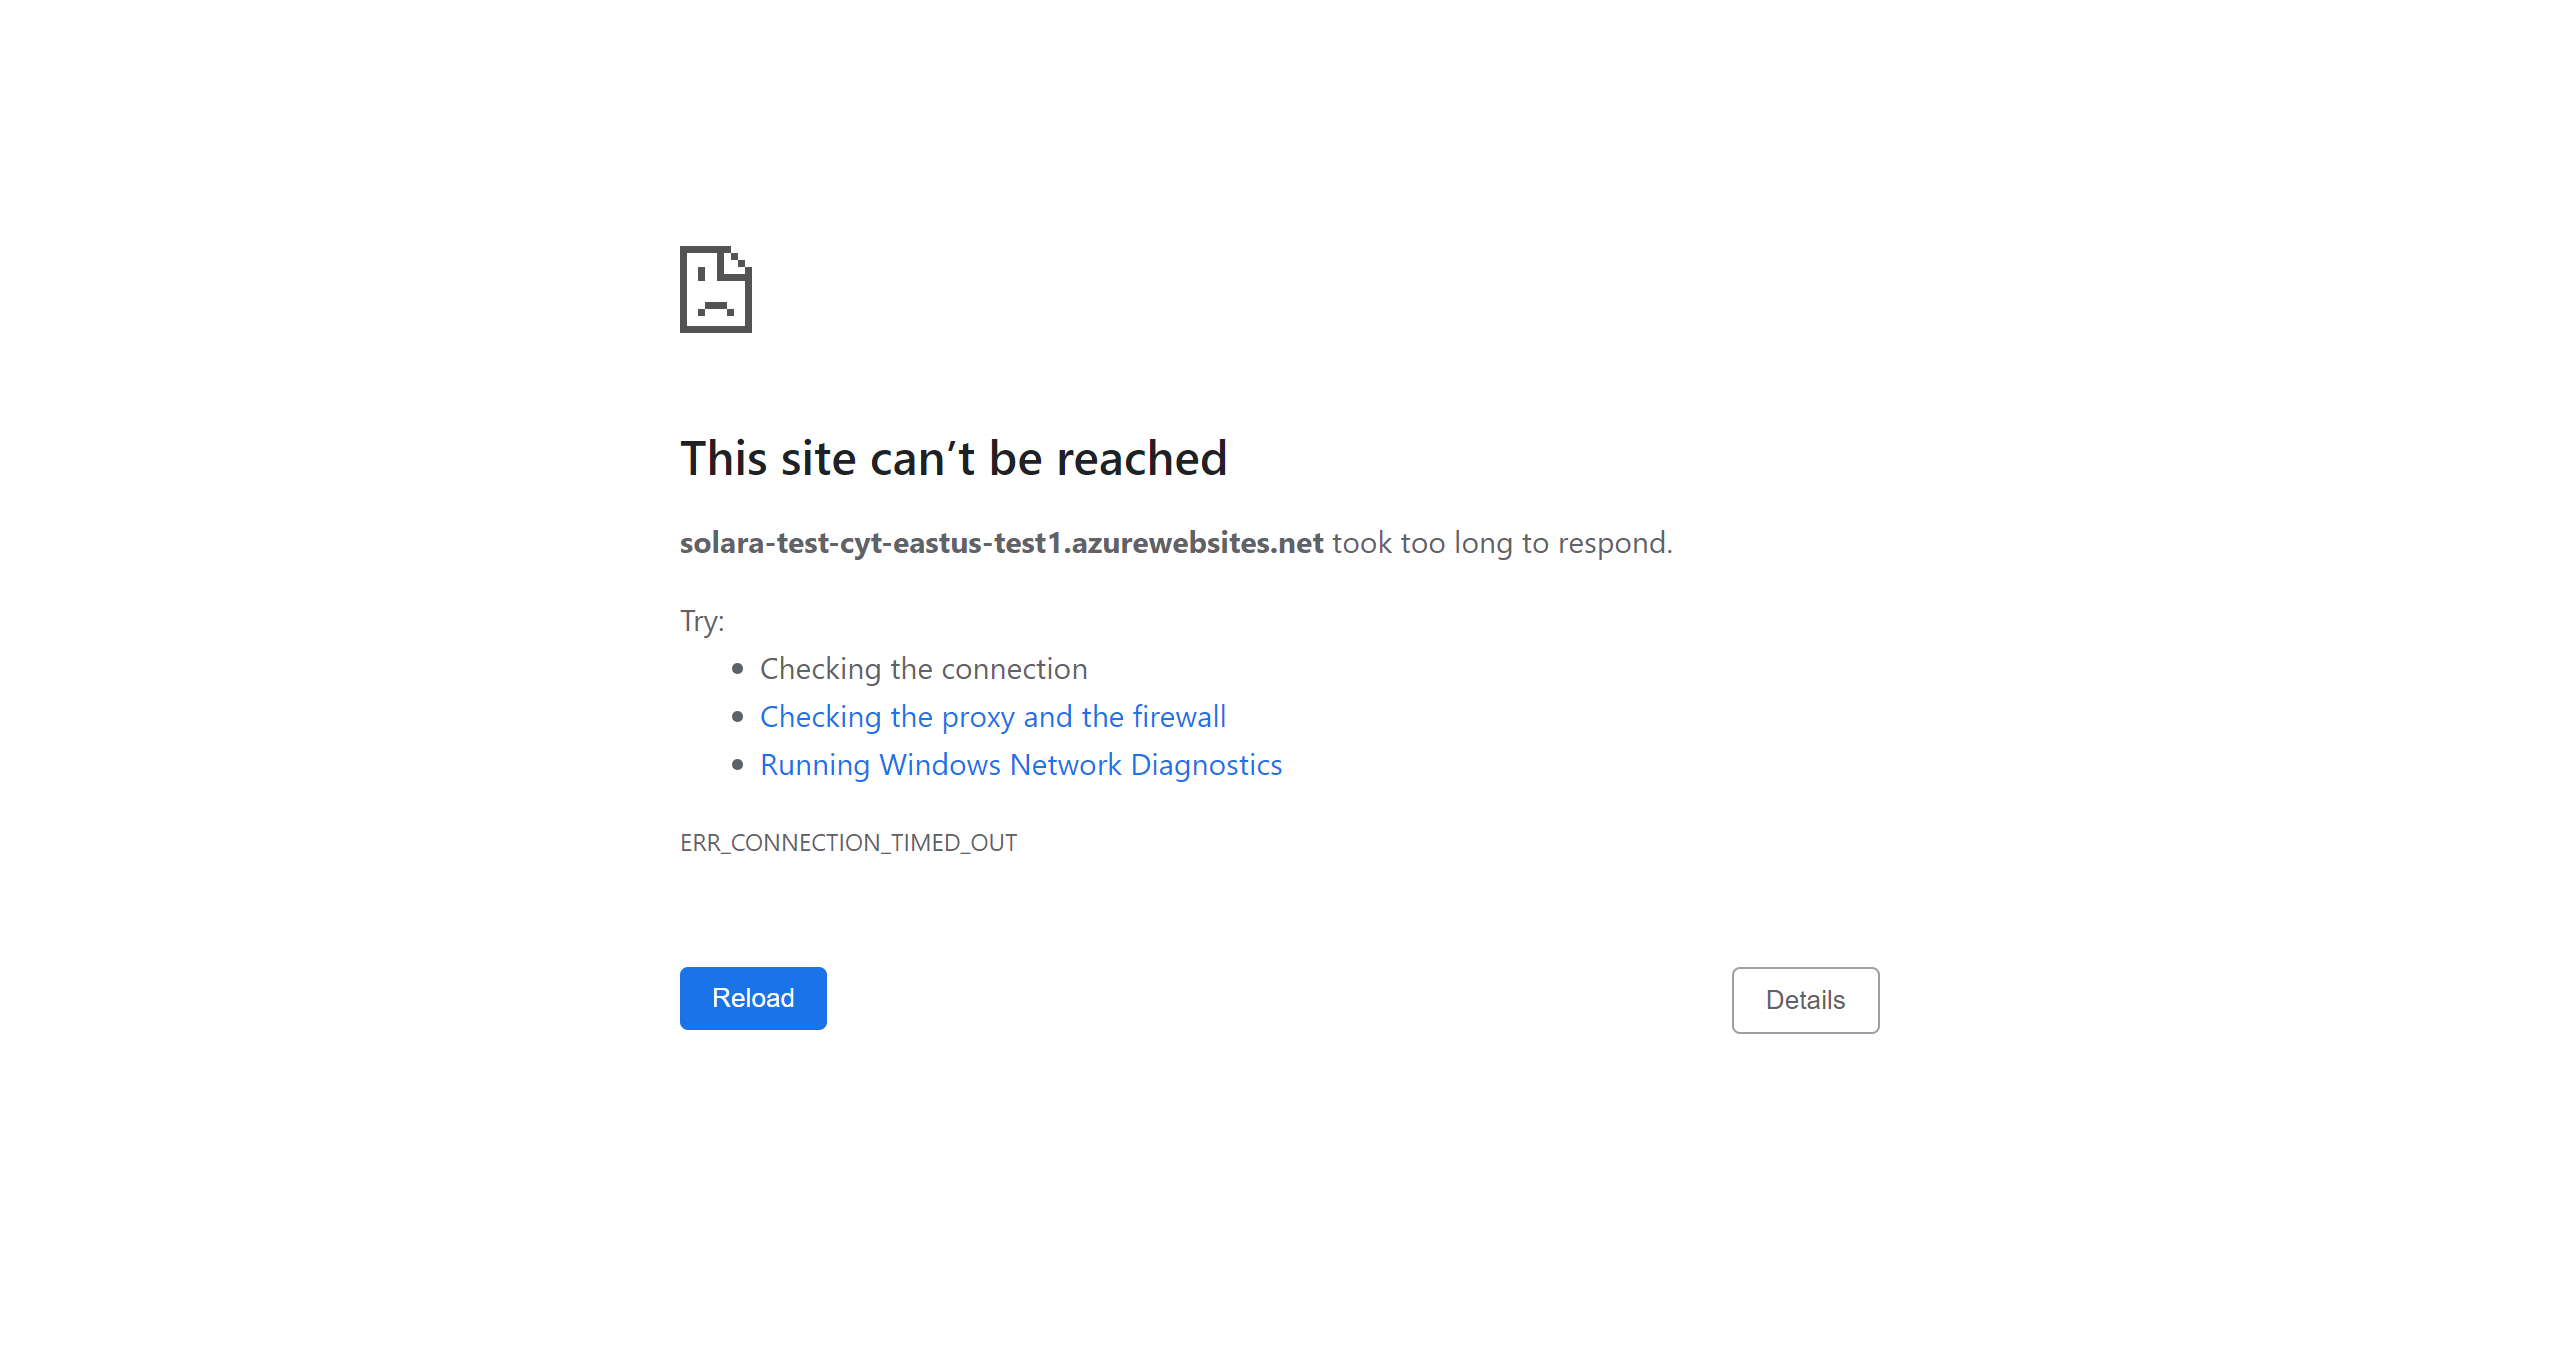 This site can’t be reached
solara-test-cyt-eastus-test1.azurewebsites.net took too long to respond.
Try:
• Checking the connection
• Checking the proxy and the firewall
• Running Windows Network Diagnostics
ERR_CONNECTION_TIMED_OUT
Reload
Details